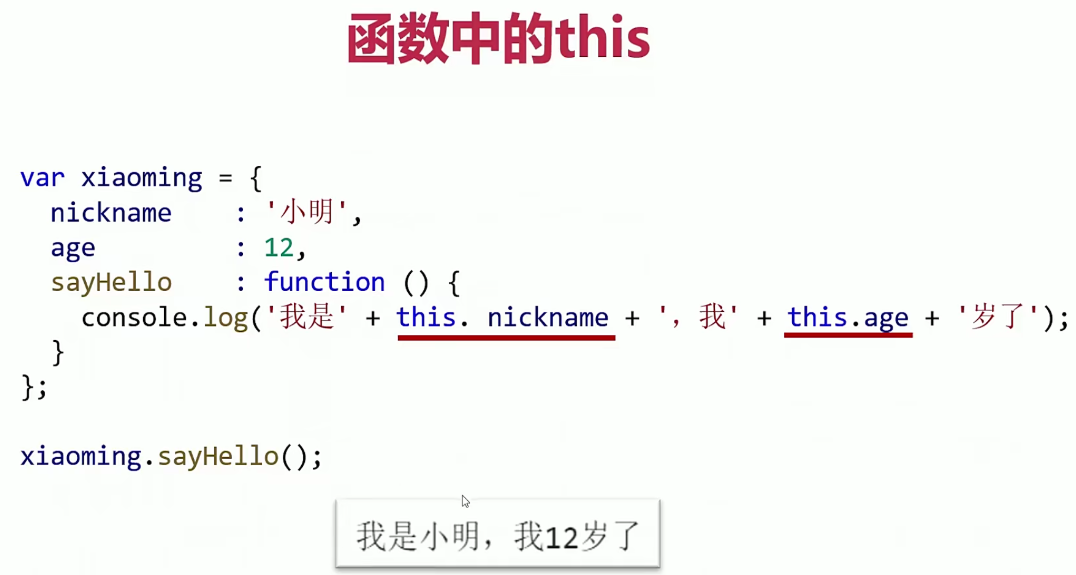 函数中的this
var xiaoming = {
  nickname    : '小明',
  age         : 12,
  sayHello    : function () {
    console.log('我是' + this. nickname + '，我' + this.age + '岁了');
  }
};
xiaoming.sayHello();
我是小明，我12岁了